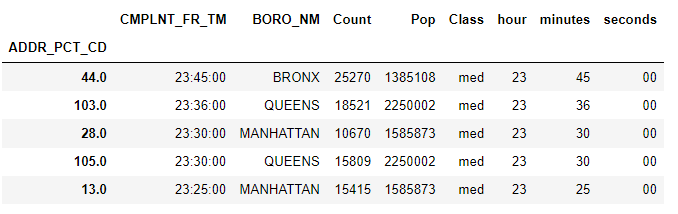 CMPLNT_FR_TM BORO_NM Count Pop Class hour minutes seconds
ADDR_PCT_CD
44.0 23:45:00 BRONX 25270 1385108 med 23 45 00
103.0 23:36:00 QUEENS 18521 2250002 med 23 36 00
28.0 23:30:00 MANHATTAN 10670 1585873 med 23 30 00
105.0 23:30:00 QUEENS 15809 2250002 med 23 30 00
13.0 23:25:00 MANHATTAN 15415 1585873 med 23 25 00